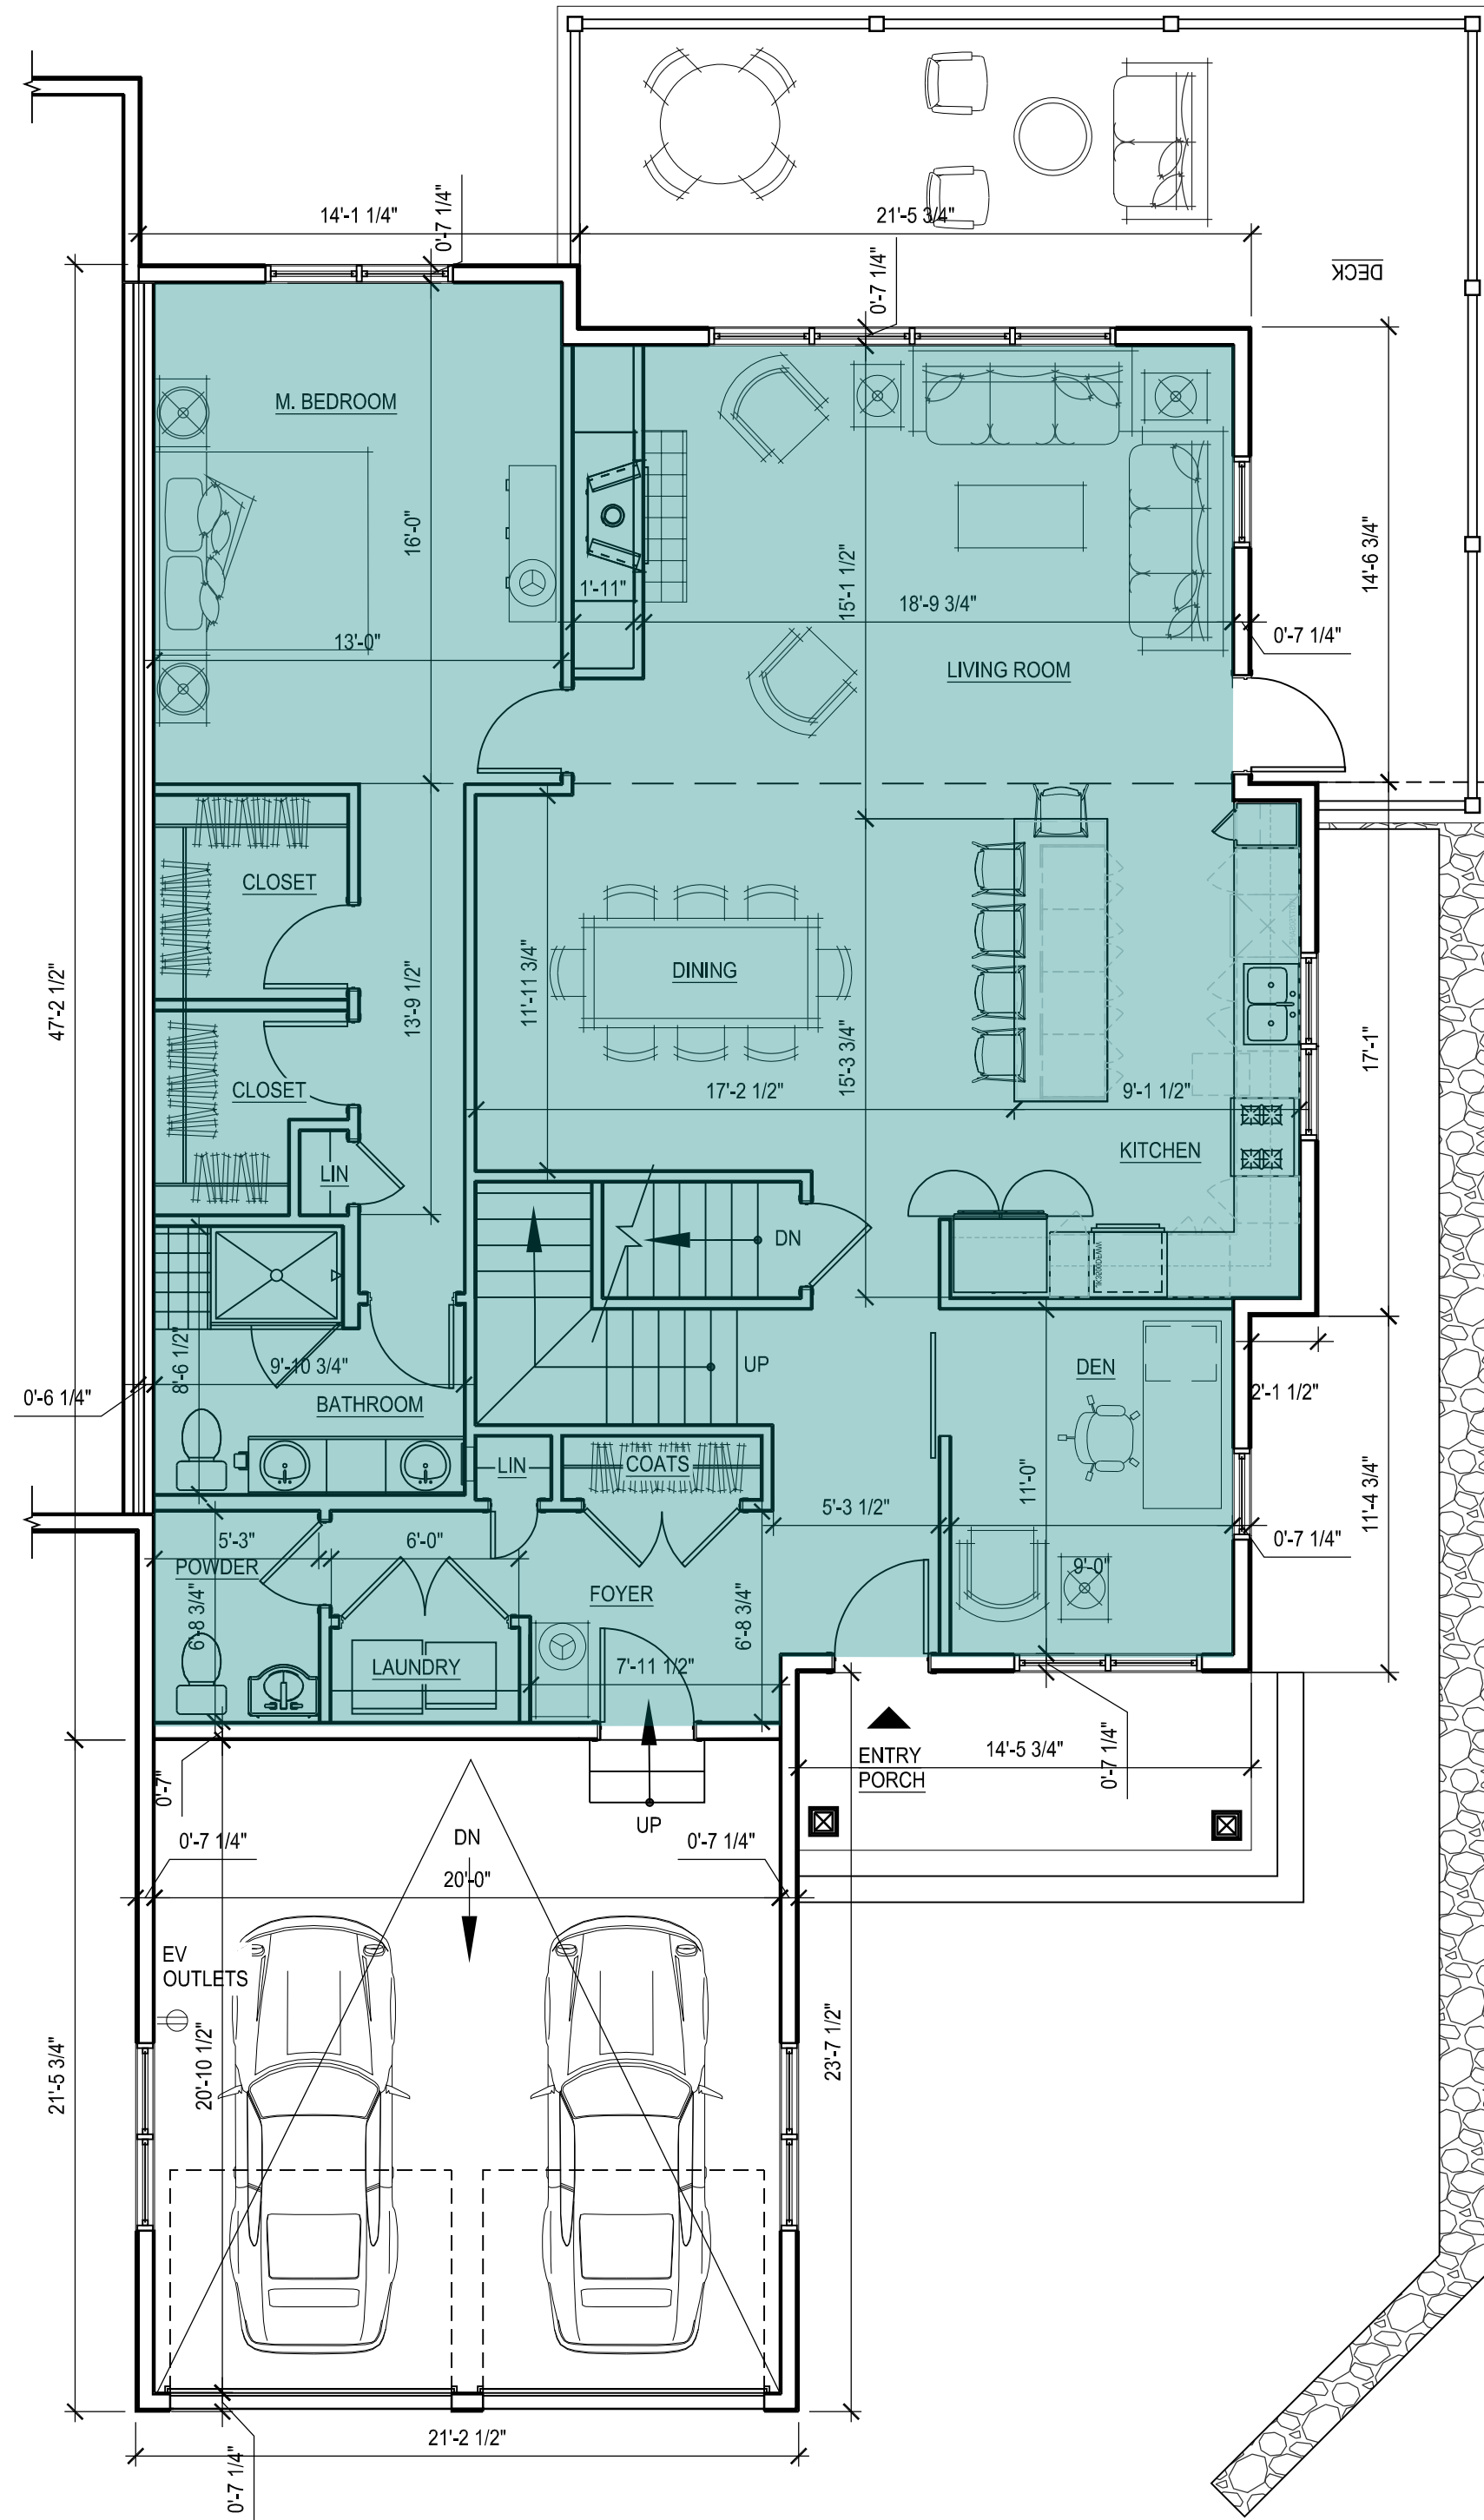 14'-1 1/4"
0'-7 1/4"
21'-5 3/4"
0'-7 1/4"
DECK
M. BEDROOM
16'-0"
13'-0"
1'-11"
15'-1 1/2"
18'-9 3/4"
LIVING ROOM
0'-7 1/4"
14'-6 3/4"
47'-2 1/2"
CLOSET
13'-9 1/2"
11'-11 3/4"
DINING
15'-3 3/4"
17'-2 1/2"
9'-1 1/2"
17'-1"
KITCHEN
CLOSET
LIN
DN
UP
8'-6 1/2"
9'-10 3/4"
0'-6 1/4"
BATHROOM
DEN
2'-1 1/2"
LIN
COATS
11'-0"
5'-3 1/2"
11'-4 3/4"
0'-7 1/4"
9'-0"
5'-3"
6'-0"
POWDER
6'-8 3/4"
FOYER
6'-8 3/4"
LAUNDRY
7'-11 1/2"
ENTRY
PORCH
14'-5 3/4"
0'-7 1/4"
0'-7"
UP
0'-7 1/4"
DN
0'-7 1/4"
20'-0"
EV
OUTLETS
21'-5 3/4"
20'-10 1/2"
23'-7 1/2"
21'-2 1/2"
0'-7 1/4"